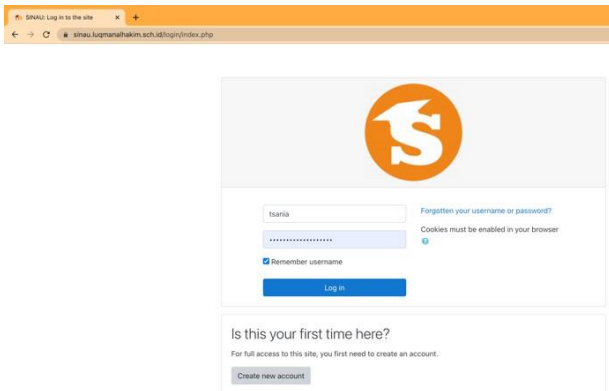 SINAU: Log in to the site
sinau.luqmanalhakim.sch.id/login/index.php
S
tsania
Forgotten your username or password?
••••••••••••••••••
Cookies must be enabled in your browser
Remember username
Log in
Is this your first time here?
For full access to this site, you first need to create an account.
Create new account